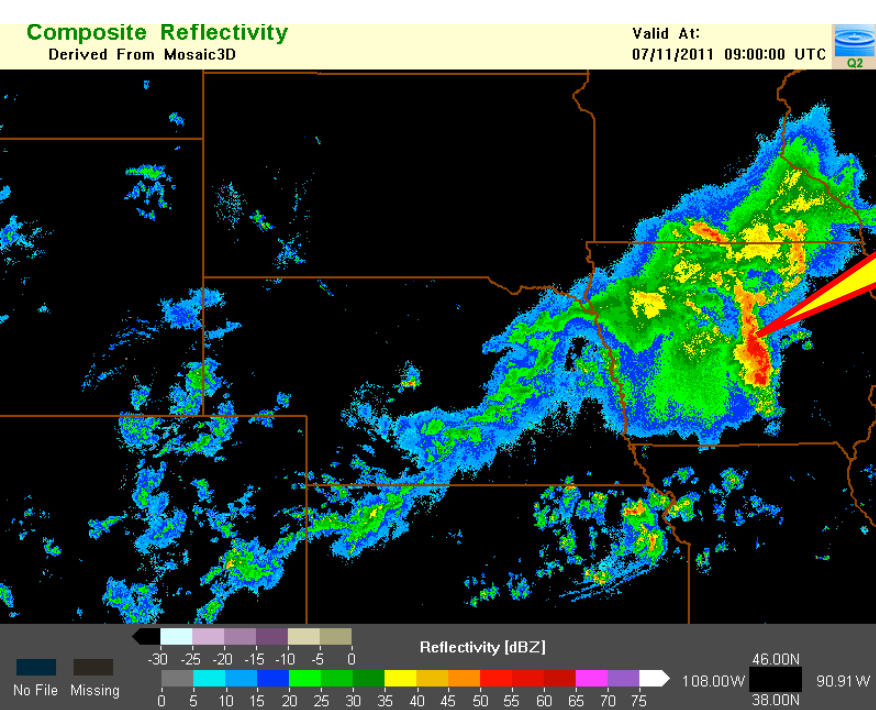 Composite Reflectivity
Derived From Mosaic3D
Valid At:
07/11/2011 09:00:00 UTC
Q2
Reflectivity [dBZ]
-30 -25 -20 -15 -10 -5 0
No File Missing
0 5 10 15 20 25 30 35 40 45 50 55 60 65 70 75
46.00N
108.00W 90.91W
38.00N